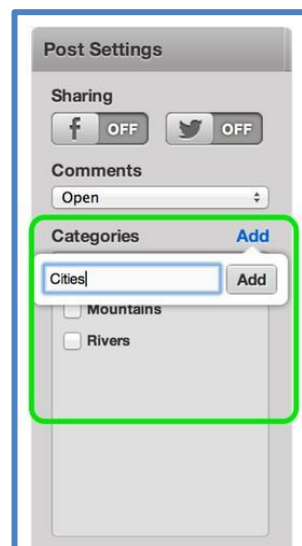 Post Settings
Sharing
f OFF OFF
Comments
Open
Categories Add
Cities Add
Mountains
Rivers